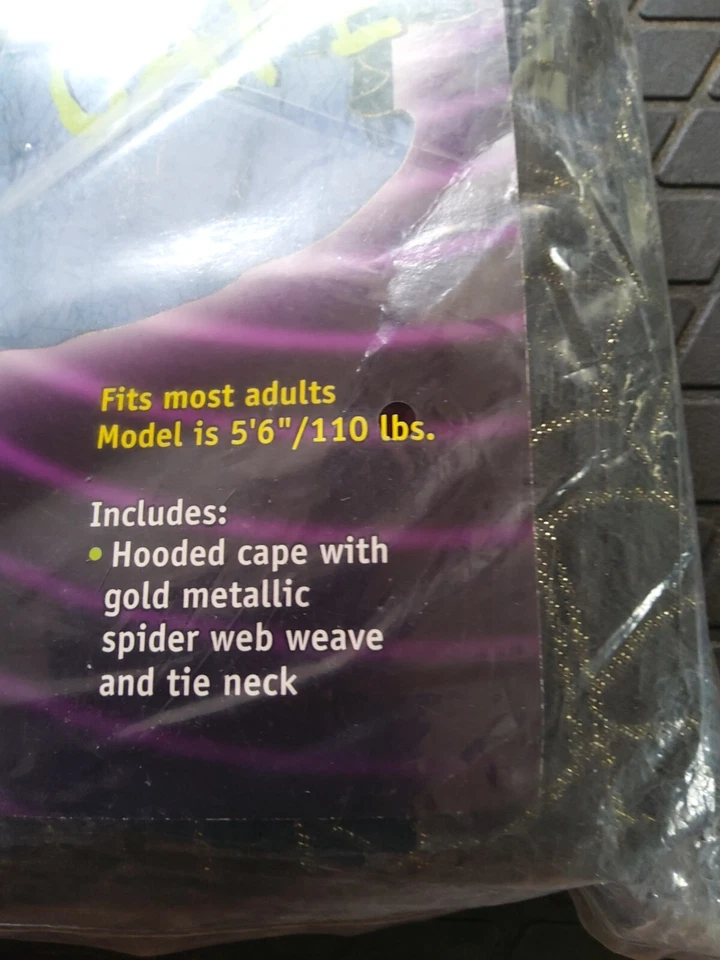 Fits most adults
Model is 5'6"/110 lbs.
Includes:
• Hooded cape with
gold metallic
spider web weave
and tie neck